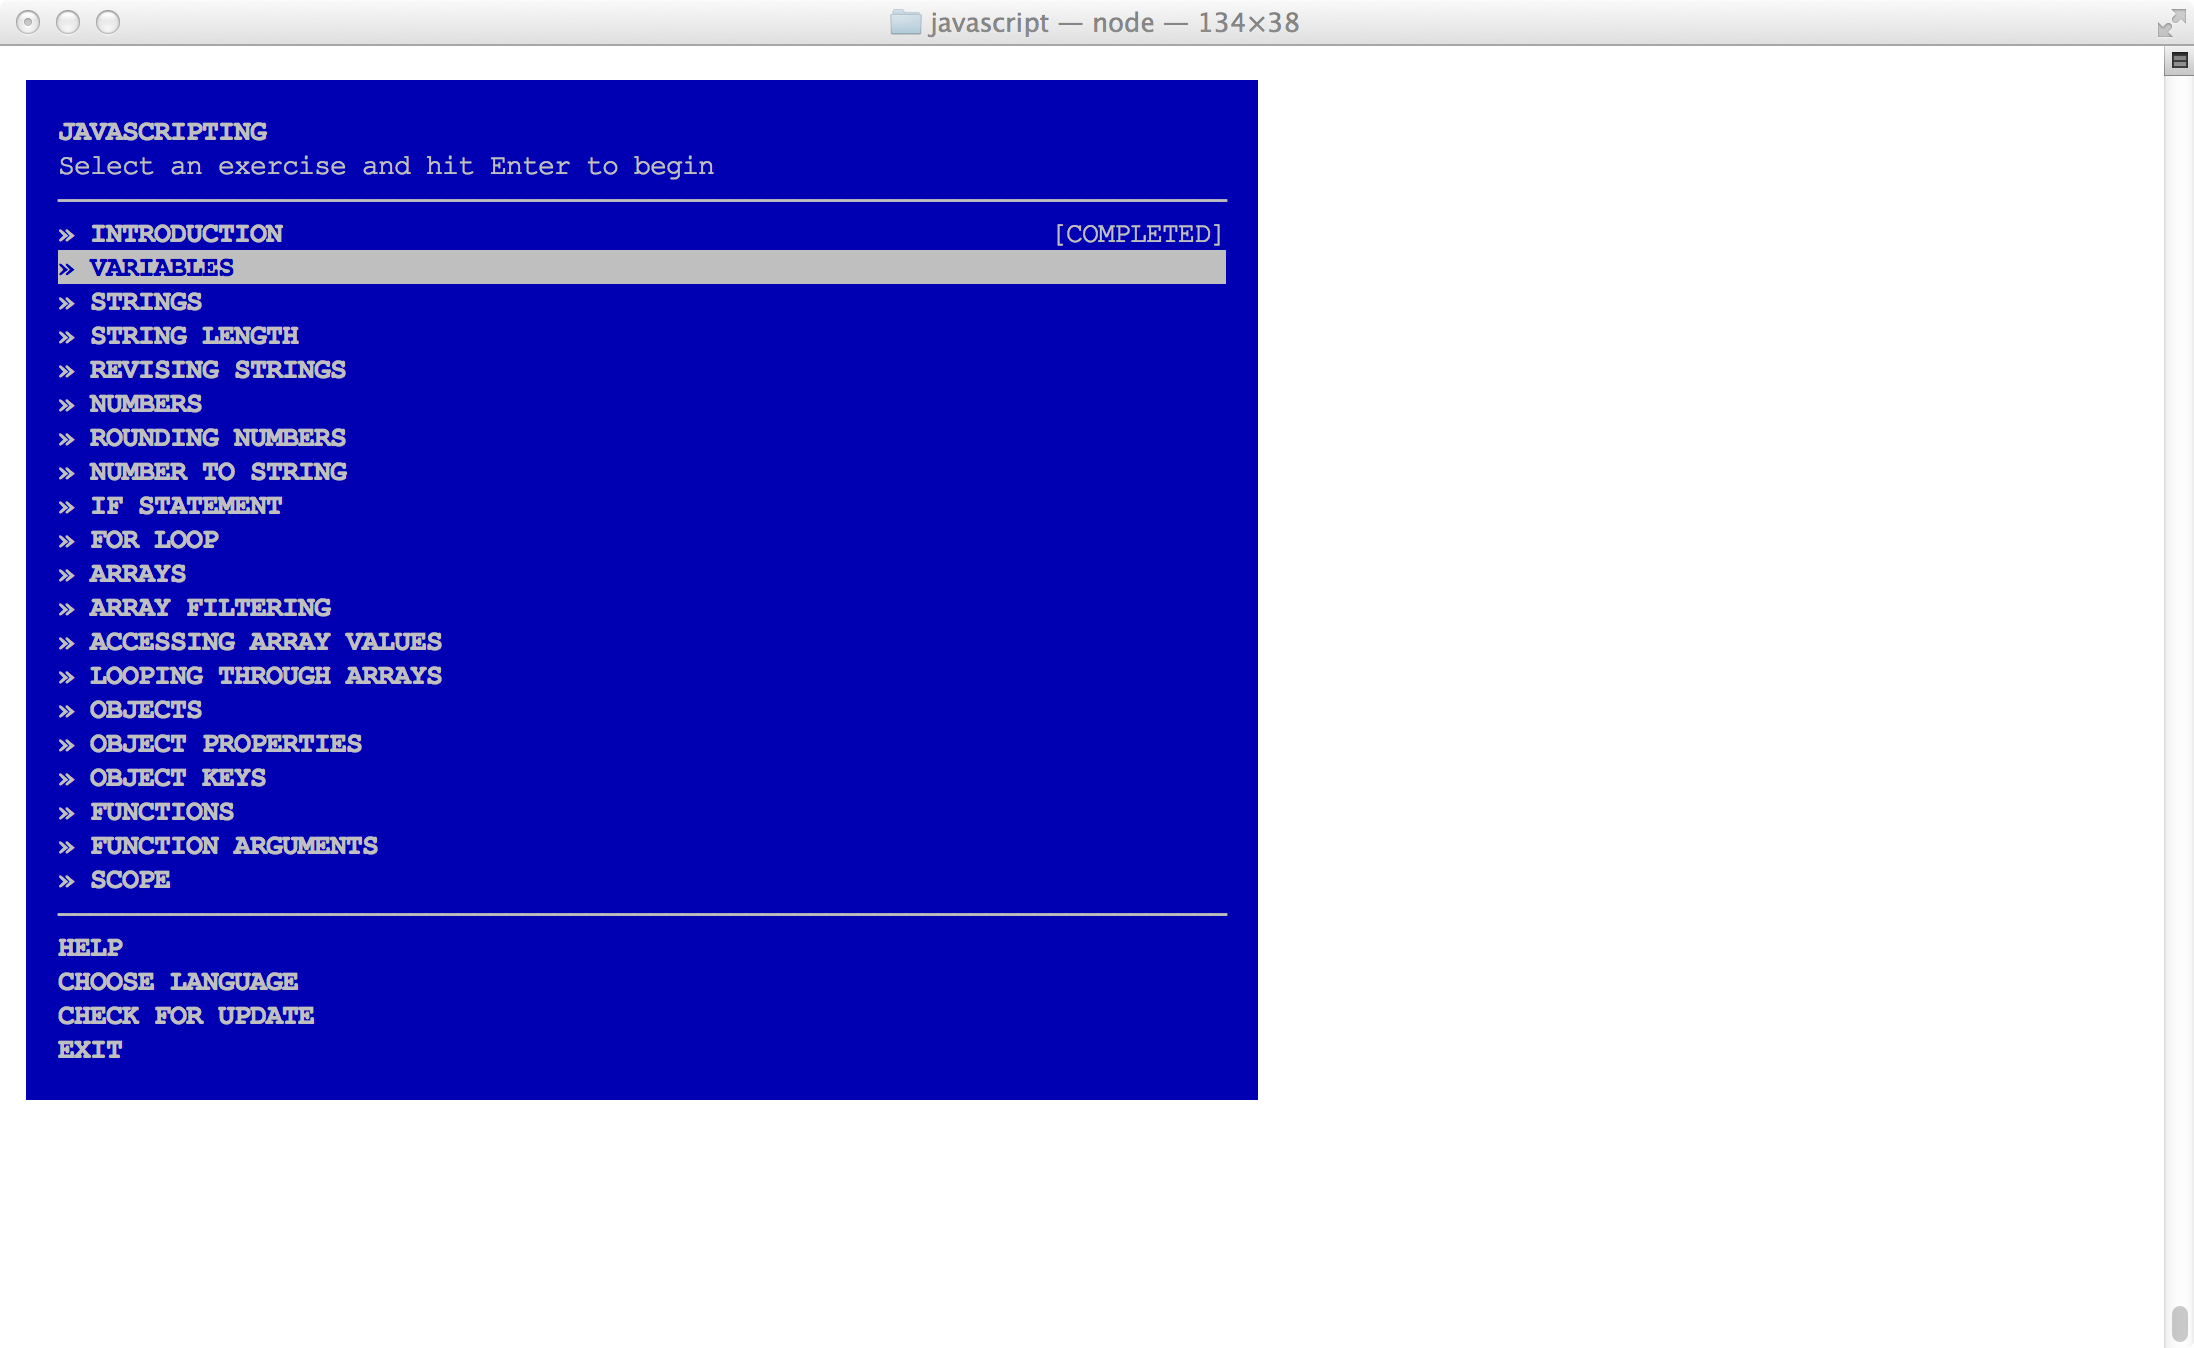 javascript — node — 134×38
JAVASCRIPTING
Select an exercise and hit Enter to begin
» INTRODUCTION [COMPLETED]
» VARIABLES
» STRINGS
» STRING LENGTH
» REVISING STRINGS
» NUMBERS
» ROUNDING NUMBERS
» NUMBER TO STRING
» IF STATEMENT
» FOR LOOP
» ARRAYS
» ARRAY FILTERING
» ACCESSING ARRAY VALUES
» LOOPING THROUGH ARRAYS
» OBJECTS
» OBJECT PROPERTIES
» OBJECT KEYS
» FUNCTIONS
» FUNCTION ARGUMENTS
» SCOPE
HELP
CHOOSE LANGUAGE
CHECK FOR UPDATE
EXIT